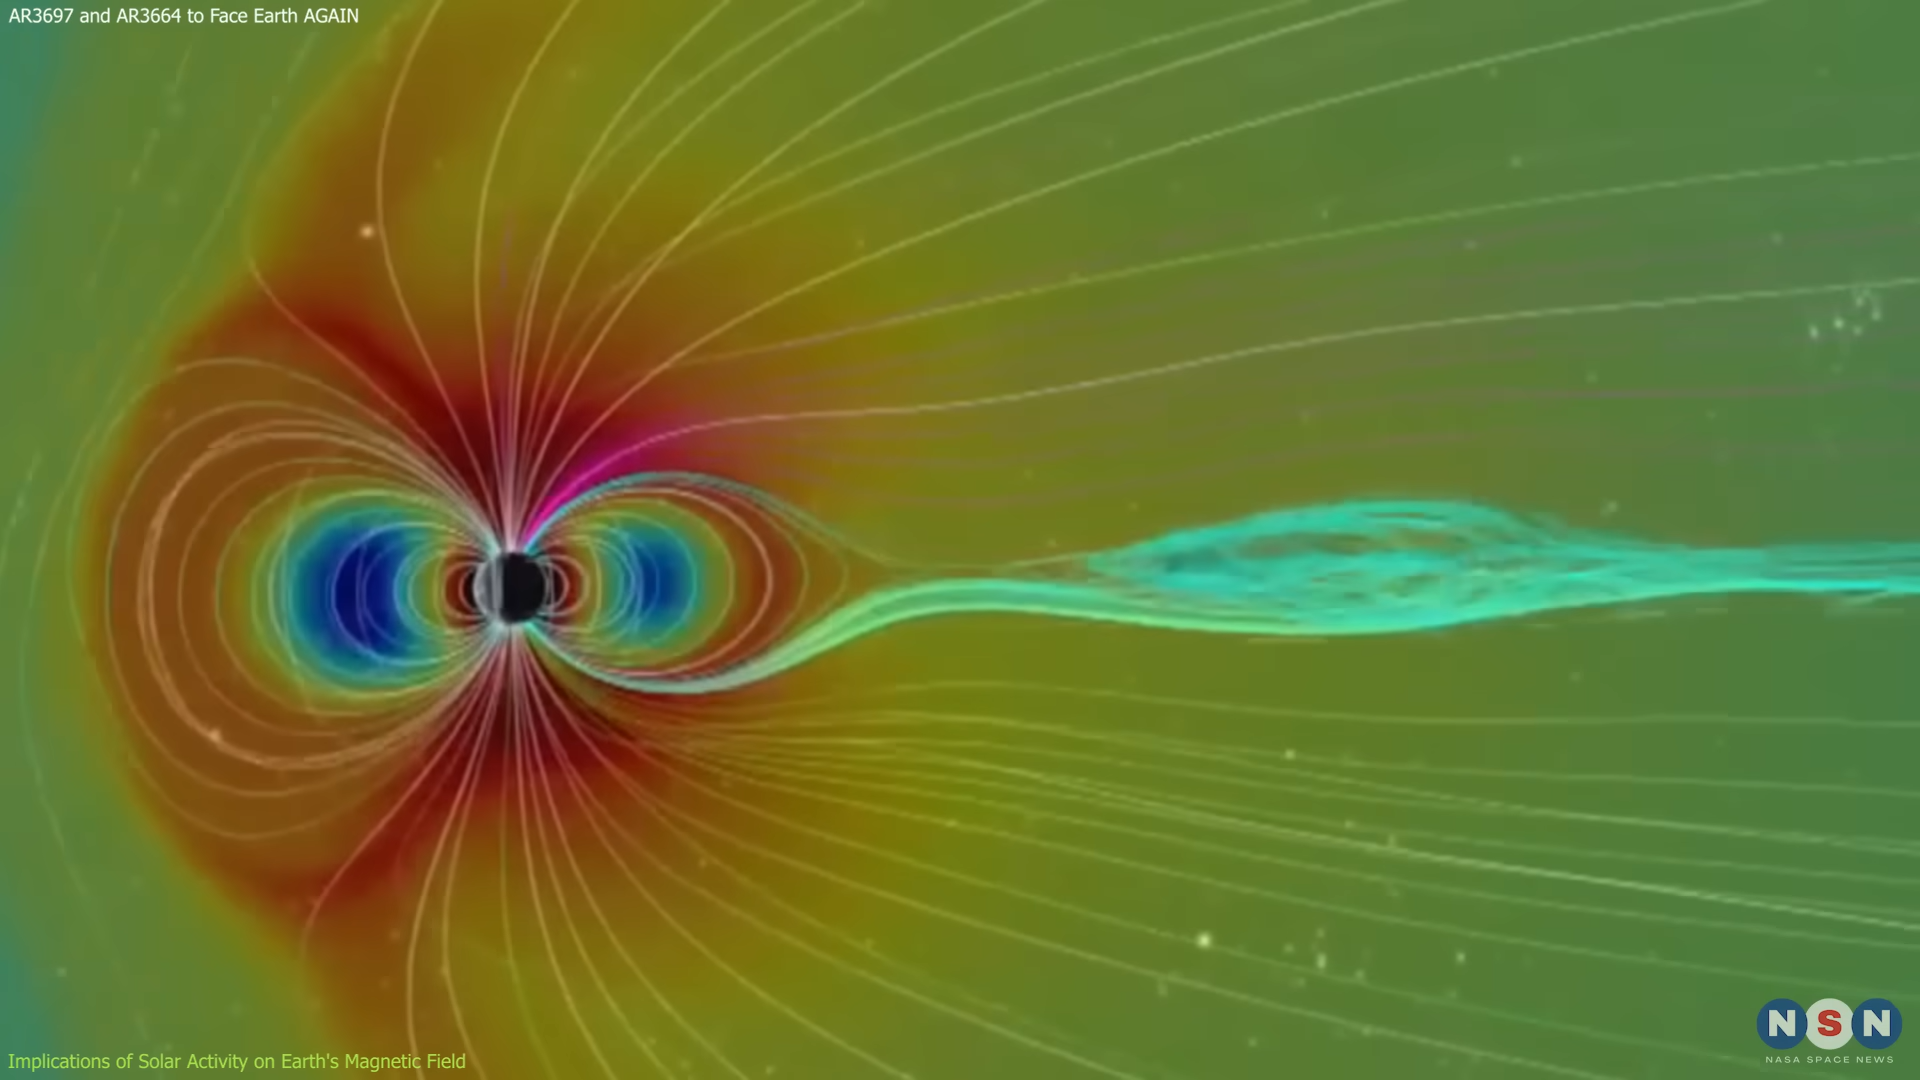 AR3697 and AR3664 to Face Earth AGAIN
Implications of Solar Activity on Earth's Magnetic Field
NSN
NASA SPACE NEWS